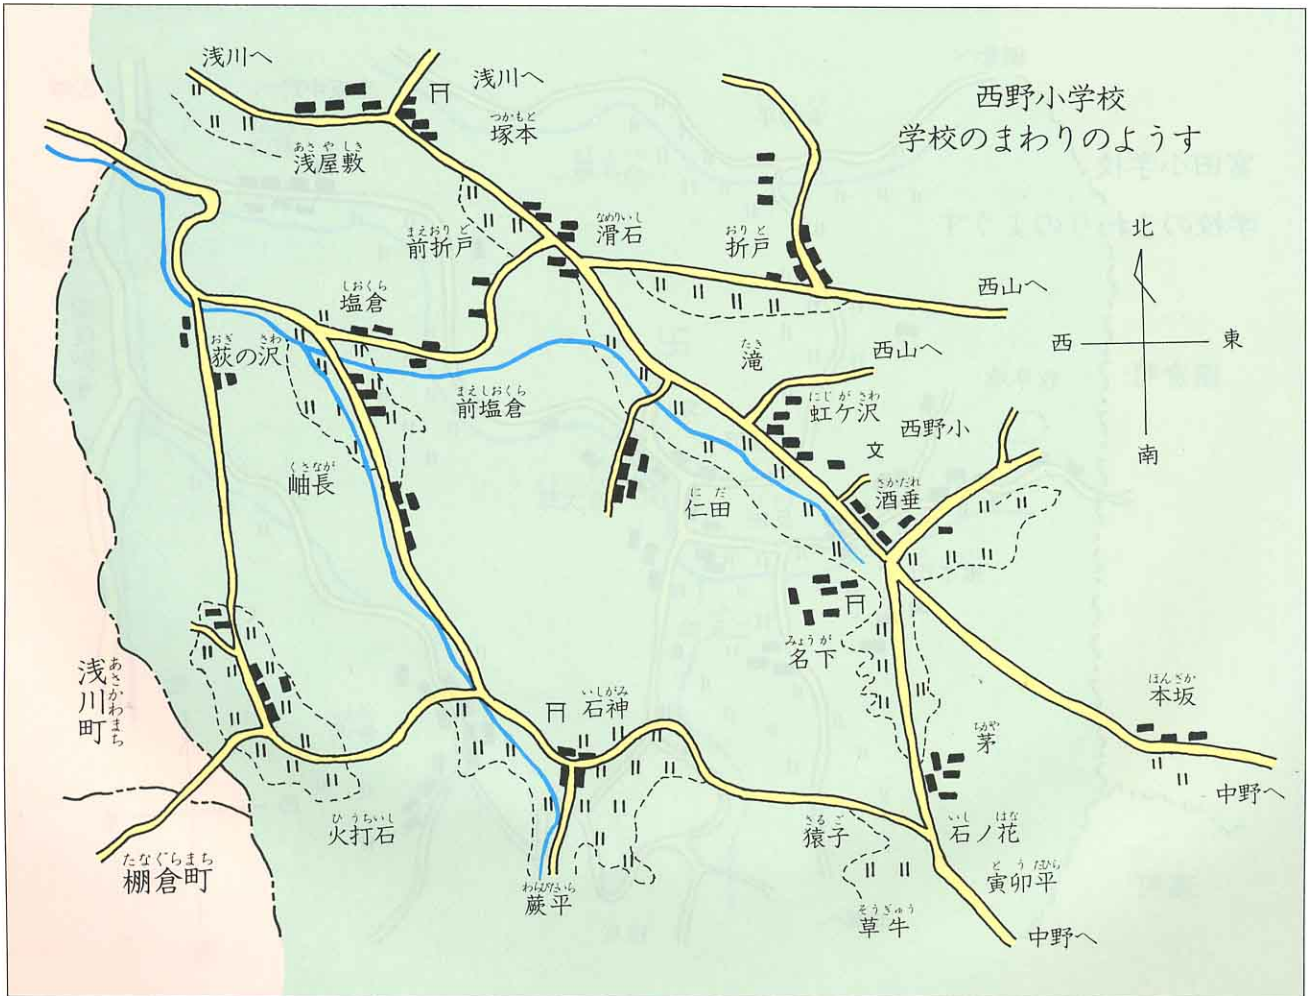 西野小学校
学校のまわりのようす
浅川へ
浅川へ
つかもと
塚本
あさやしき
浅屋敷
まえおりど
前折戸
なめりいし
滑石
おりと
折戸
西山へ
北
西
東
南
しおくら
塩倉
おぎ さわ
荻の沢
まえしおくら
前塩倉
たき
滝
西山へ
にじがさわ
虹ケ沢
西野小
文
さかだれ
酒垂
くさなが
岫長
にだ
仁田
みょうが
名下
ほんさか
本坂
中野へ
あさかわまち
浅川町
いしがみ
石神
ちがや
茅
ひうちいし
火打石
さるご
猿子
いし はな
石ノ花
たなぐらまち
棚倉町
わらびだいら
蕨平
そうぎゅう
草牛
寅卯平
中野へ